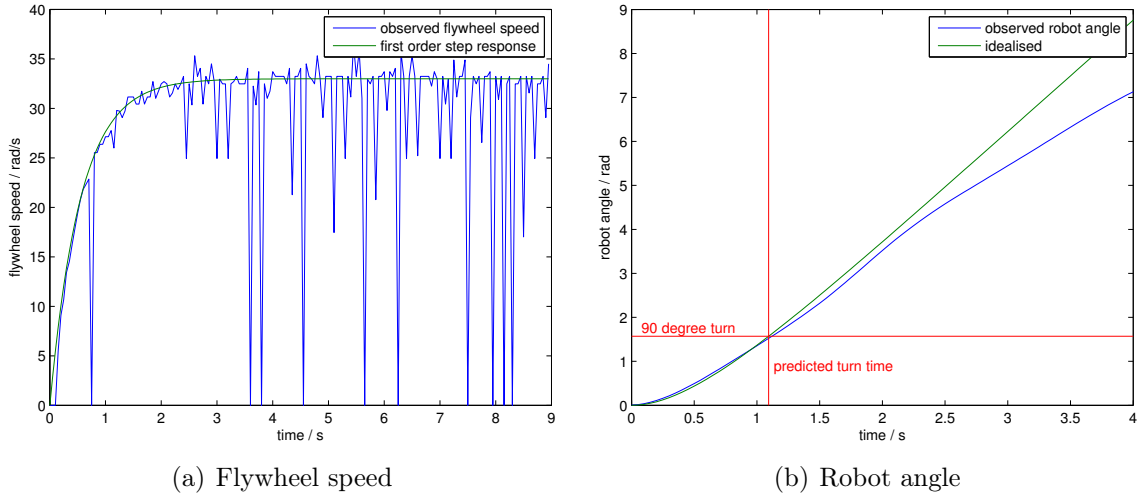 40
35
30
25
20
15
10
5
0
flywheel speed / rad/s
observed flywheel speed
first order step response
0 1 2 3 4 5 6 7 8 9
time / s
(a) Flywheel speed
9
8
7
6
5
4
3
2
1
0
robot angle / rad
observed robot angle
idealised
90 degree turn
predicted turn time
0 0.5 1 1.5 2 2.5 3 3.5 4
time / s
(b) Robot angle